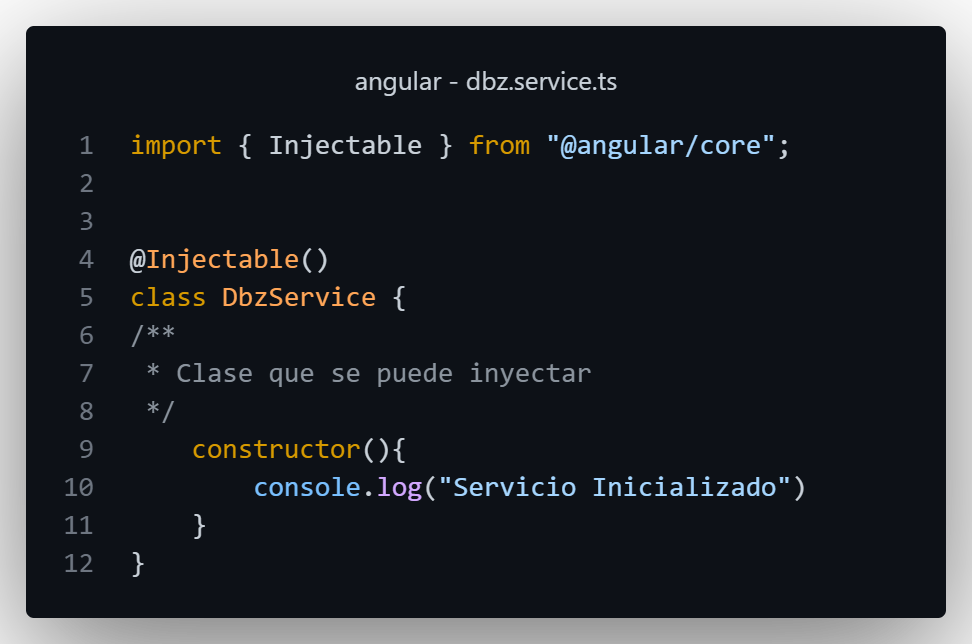 angular - dbz.service.ts
1 import { Injectable } from "@angular/core";
2
3
4 @Injectable()
5 class DbzService {
6 /**
7  * Clase que se puede inyectar
8  */
9     constructor(){
10         console.log("Servicio Inicializado")
11     }
12 }